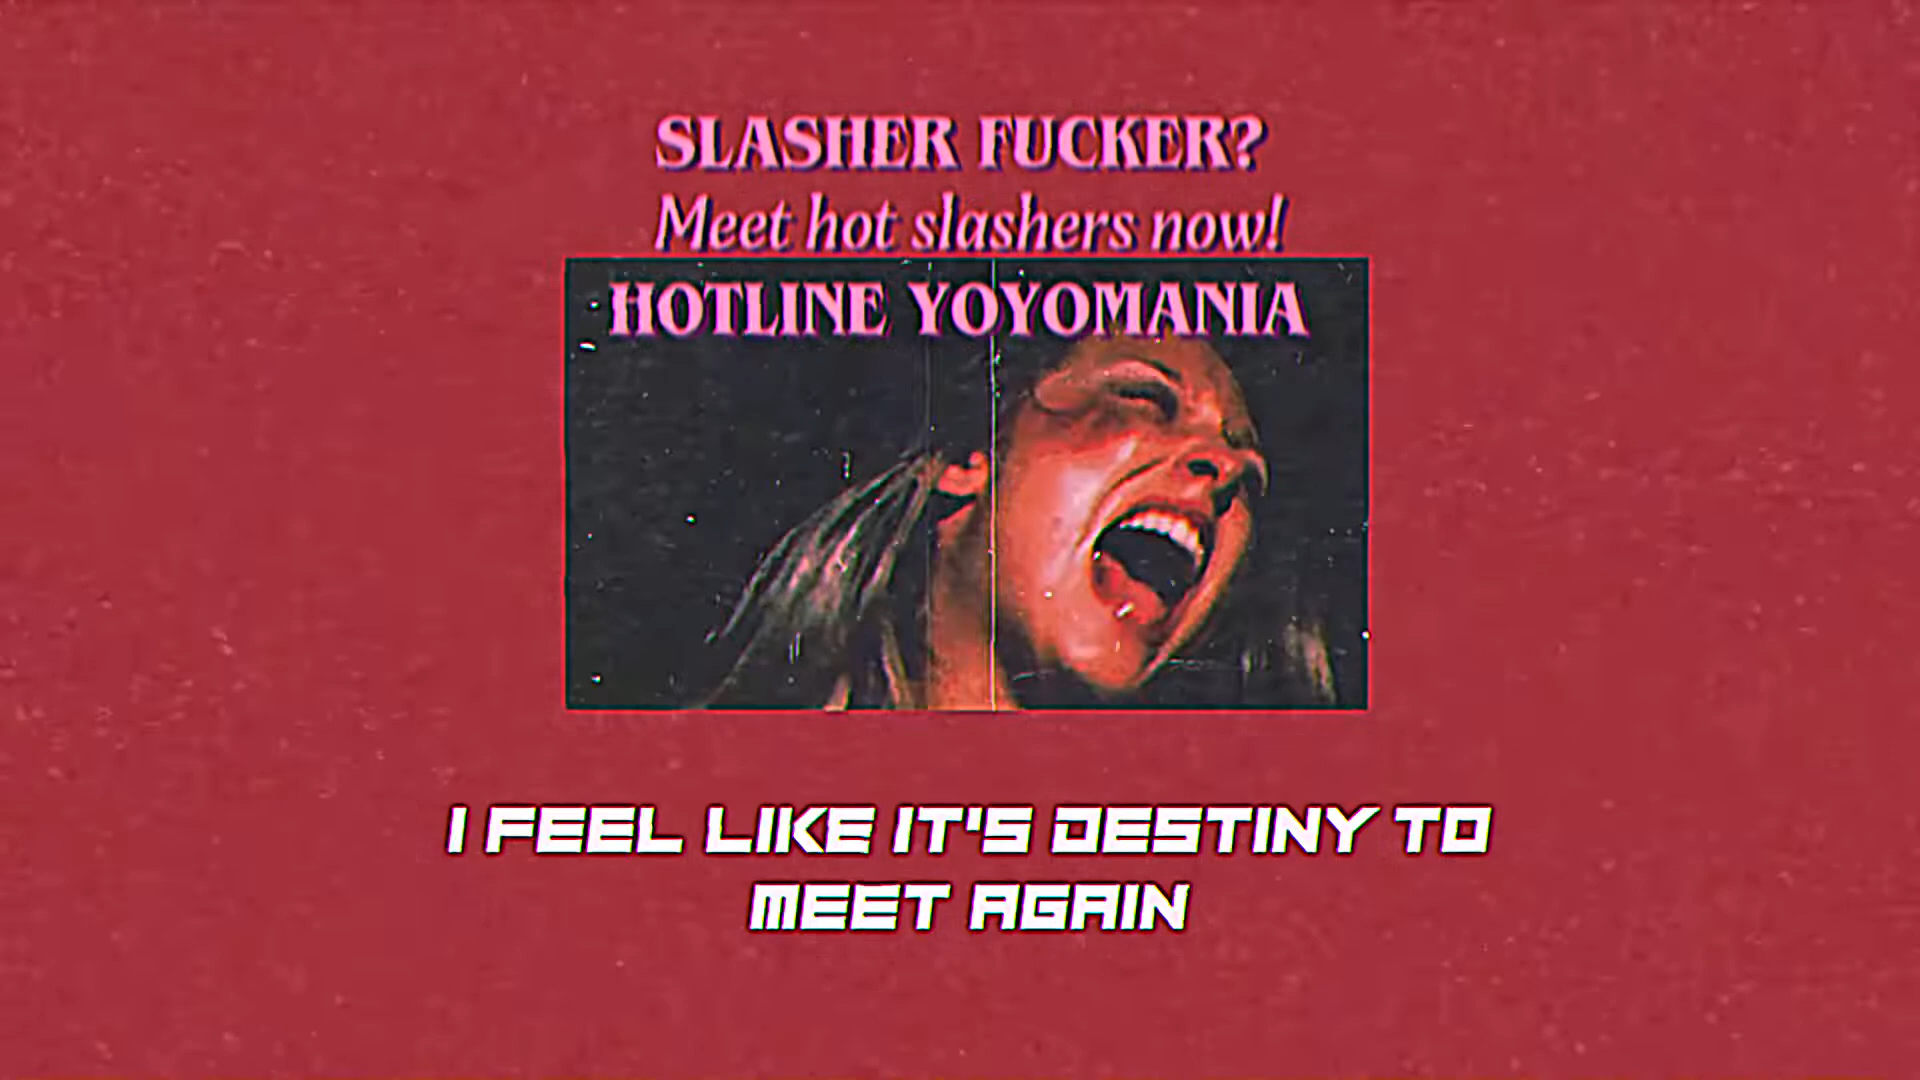 SLASHER FUCKER?
Meet hot slashers now!
HOTLINE YOYOMANIA
I FEEL LIKE IT'S DESTINY TO
MEET AGAIN